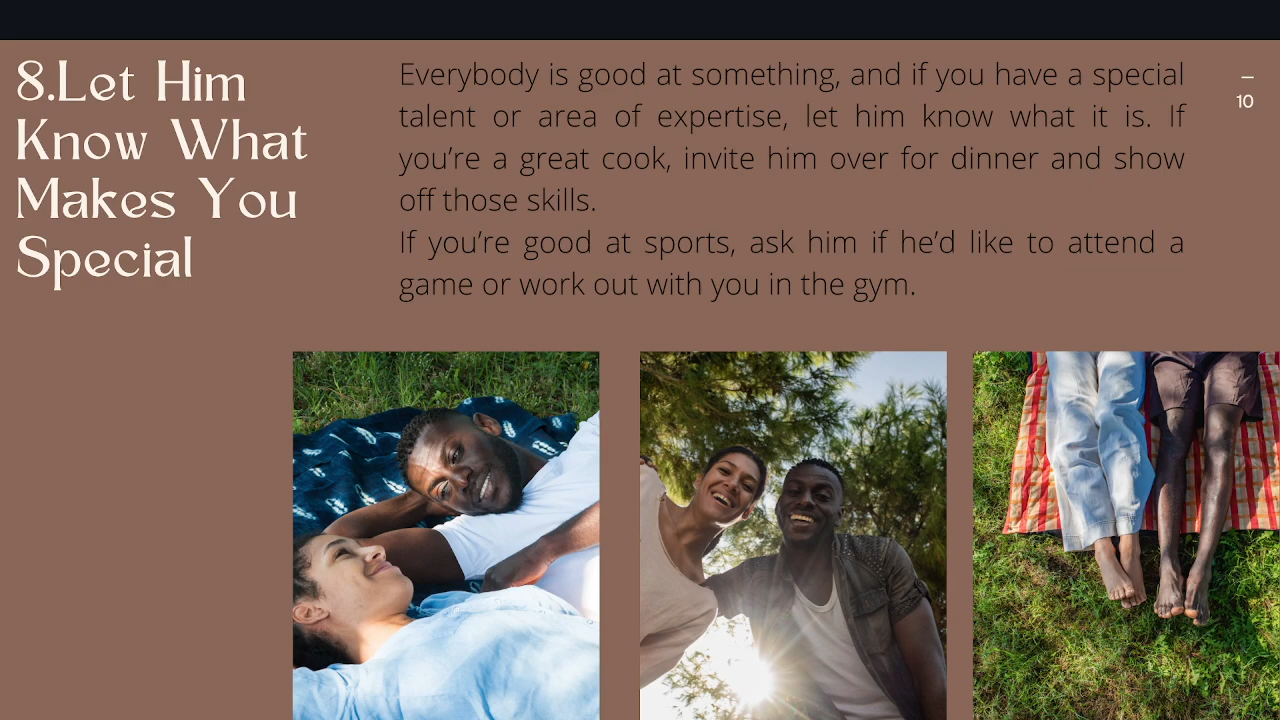 8.Let Him
Know What
Makes You
Special
Everybody is good at something, and if you have a special
talent or area of expertise, let him know what it is. If
you’re a great cook, invite him over for dinner and show
off those skills.
If you’re good at sports, ask him if he’d like to attend a
game or work out with you in the gym.
—
10